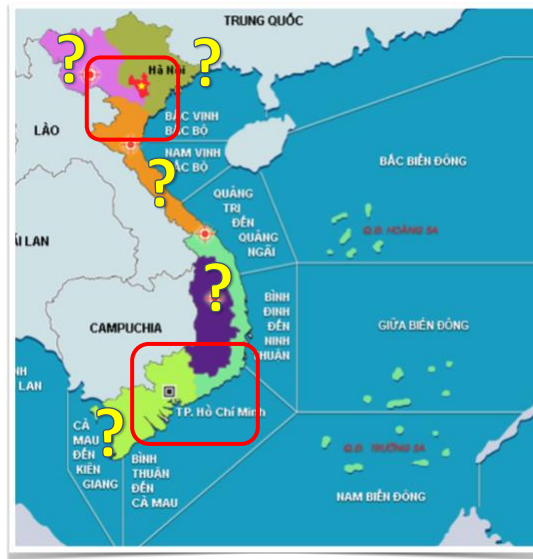 TRUNG QUỐC
?
?
Hà Nội
BẮC VỊNH
BẮC BỘ
LÀO
NAM VỊNH
BẮC BỘ
BẮC BIỂN ĐÔNG
?
QUẢNG
TRỊ
ĐẾN
QUẢNG
NGÃI
Q.Đ. HOÀNG SA
LAN
?
BÌNH
ĐỊNH
ĐẾN
NINH
THUẬN
CAMPUCHIA
GIỮA BIỂN ĐÔNG
LAN
TP. Hồ Chí Minh
?
CÀ
MAU
ĐẾN
KIÊN
GIANG
BÌNH
THUẬN
ĐẾN
CÀ MAU
Q.Đ. TRƯỜNG SA
NAM BIỂN ĐÔNG